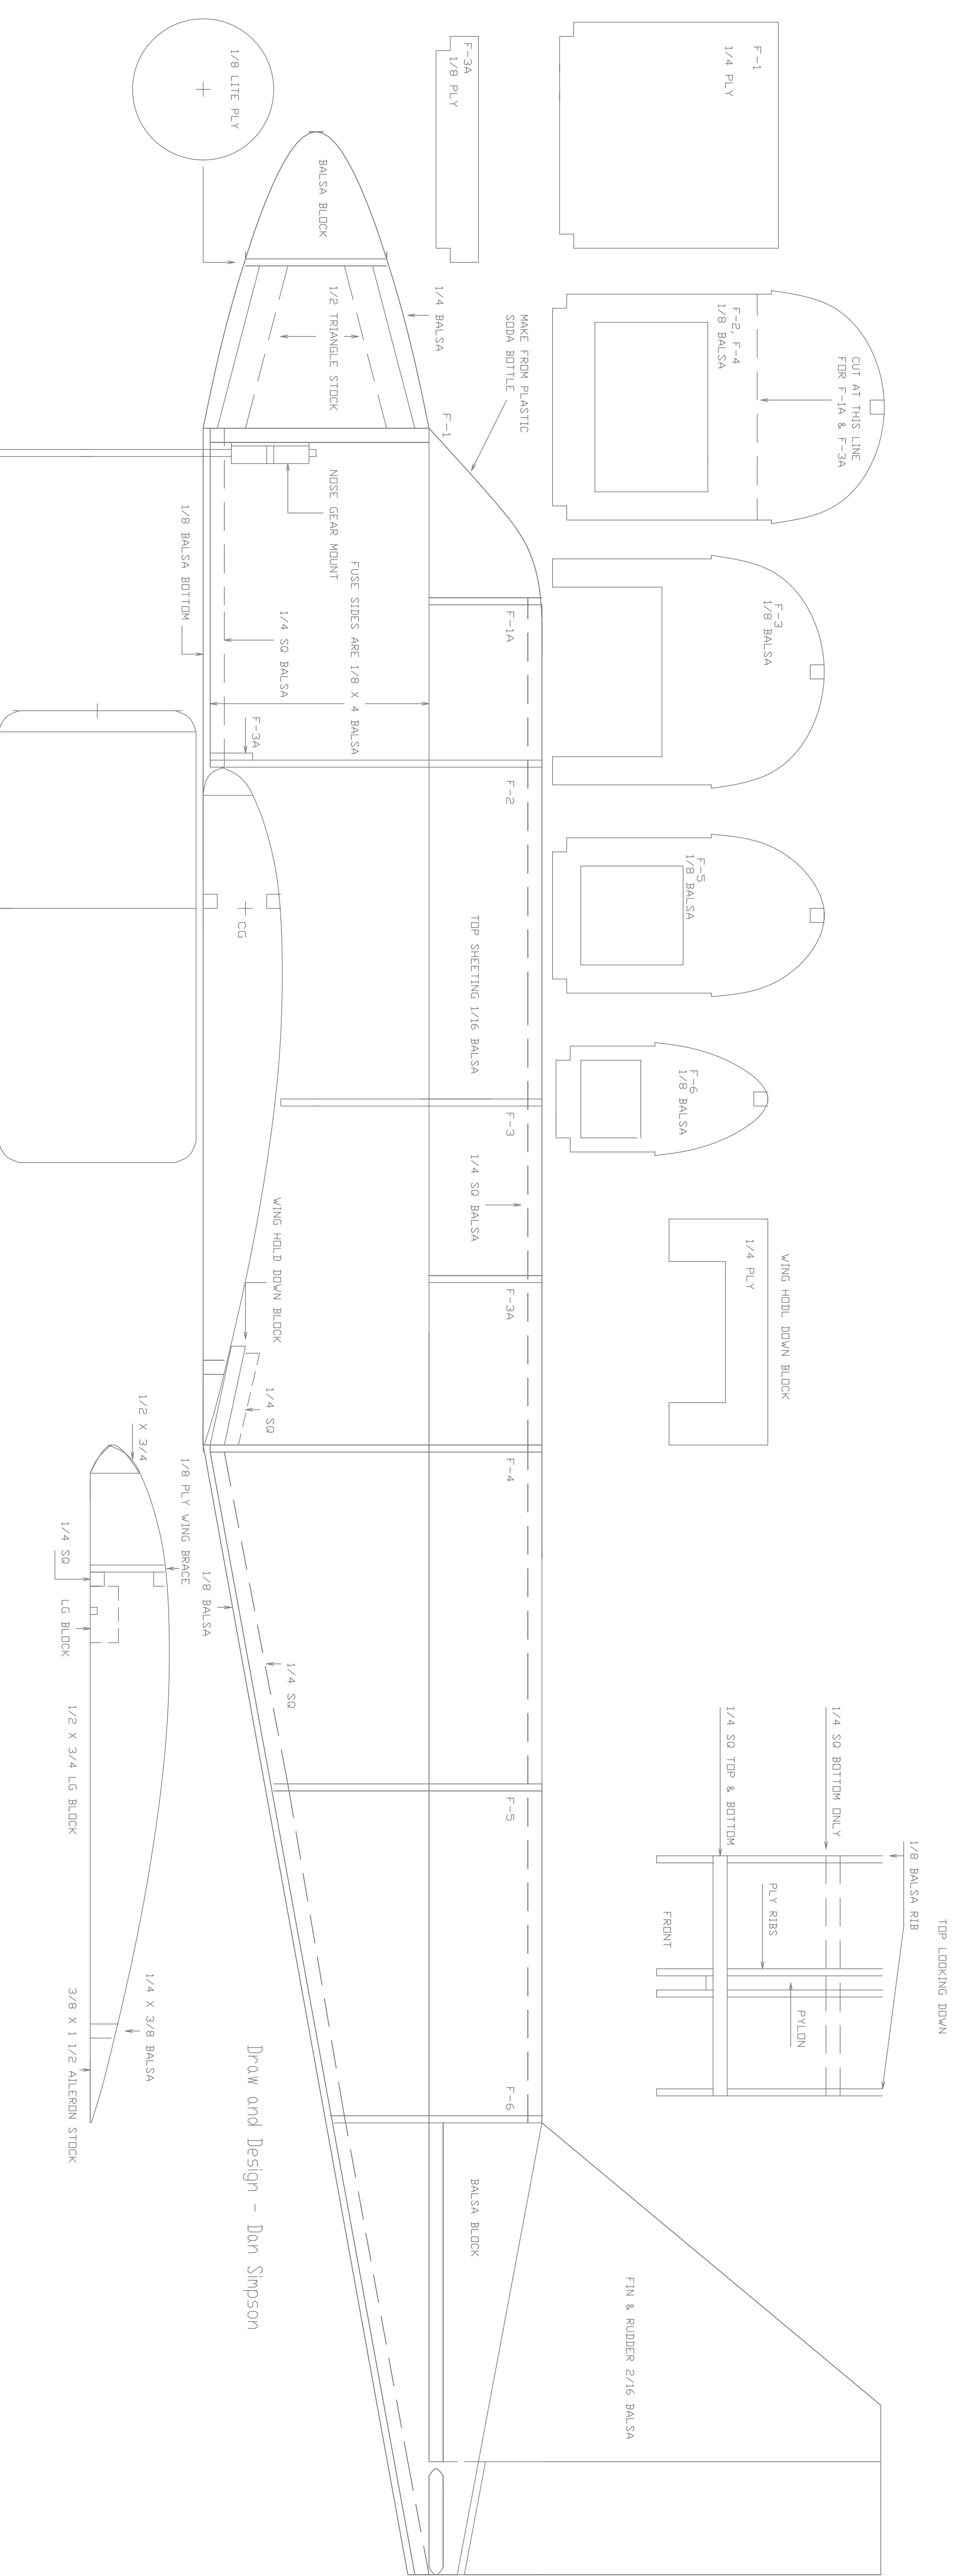 F-1
1/4 PLY
F-3A
1/8 PLY
1/8 LITE PLY
CUT AT THIS LINE
FOR F-1A & F-3A
F-2, F-4
1/8 BALSA
F-3
1/8 BALSA
F-5
1/8 BALSA
F-6
1/8 BALSA
WING HODL DOWN BLOCK
1/4 PLY
TOP LOOKING DOWN
1/8 BALSA RIB
1/4 SQ BOTTOM ONLY
1/4 SQ TOP & BOTTOM
PLY RIBS
PYLON
FRONT
BALSA BLOCK
1/2 TRIANGLE STOCK
1/4 BALSA
MAKE FROM PLASTIC
SODA BOTTLE
F-1
NOSE GEAR MOUNT
1/8 BALSA BOTTOM
FUSE SIDES ARE 1/8 X 4 BALSA
1/4 SQ BALSA
F-3A
F-1A
F-2
CG
TOP SHEETING 1/16 BALSA
F-3
1/4 SQ BALSA
WING HOLD DOWN BLOCK
F-3A
1/4 SQ
F-4
1/8 BALSA
1/4 SQ
F-5
F-6
BALSA BLOCK
FIN & RUDDER 2/16 BALSA
1/2 X 3/4
1/8 PLY WING BRACE
1/4 SQ
LG BLOCK
1/2 X 3/4 LG BLOCK
1/4 X 3/8 BALSA
3/8 X 1 1/2 AILERON STOCK
Draw and Design - Dan Simpson